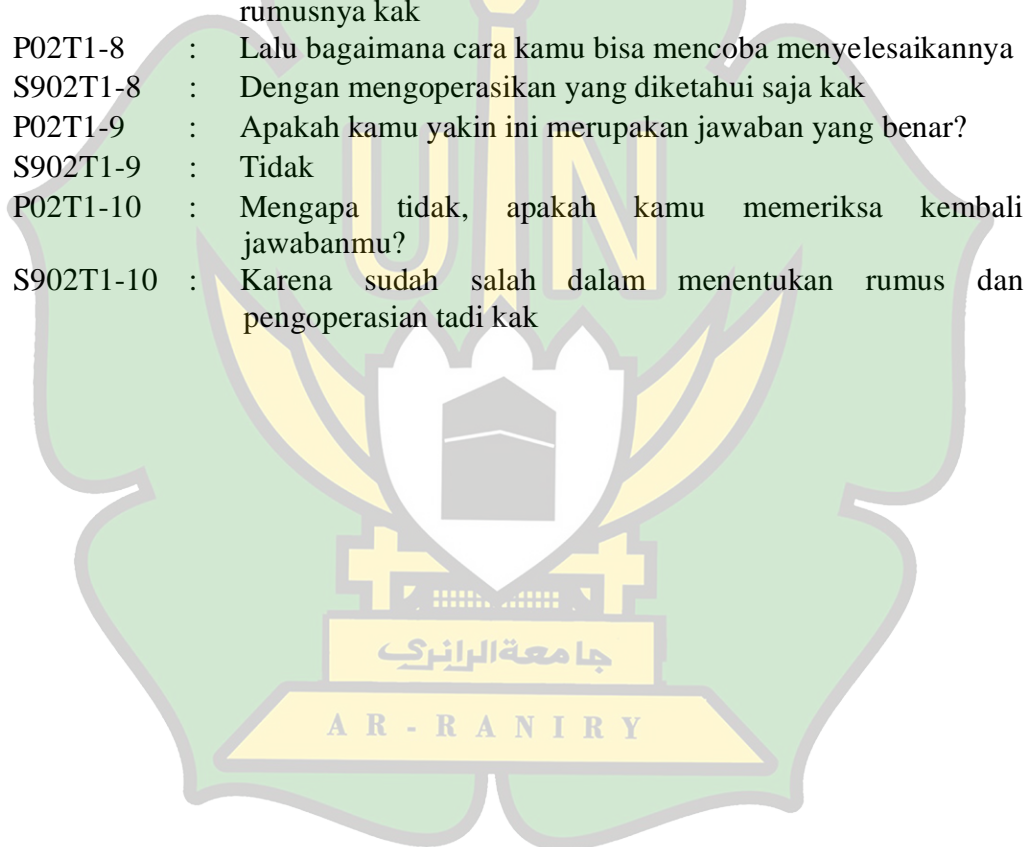 rumusnya kak
P02T1-8 : Lalu bagaimana cara kamu bisa mencoba menyelesaikannya
S902T1-8 : Dengan mengoperasikan yang diketahui saja kak
P02T1-9 : Apakah kamu yakin ini merupakan jawaban yang benar?
S902T1-9 : Tidak
P02T1-10 : Mengapa tidak, apakah kamu memeriksa kembali
jawabanmu?
S902T1-10 : Karena sudah salah dalam menentukan rumus dan
pengoperasian tadi kak
UIN
جامعةالرانري
AR-RANIRY